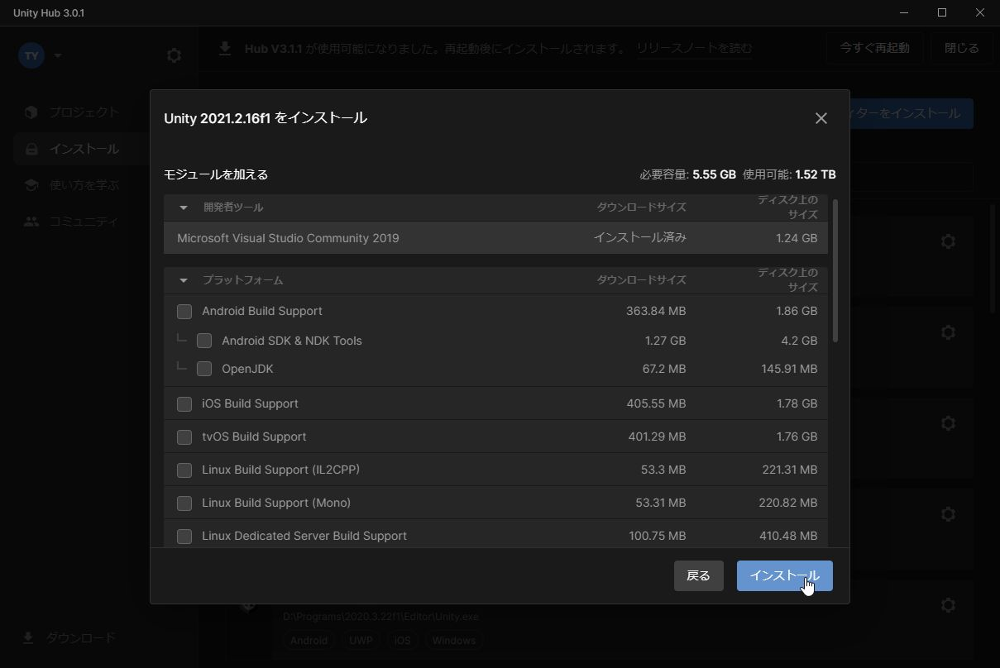 Unity Hub 3.0.1
TY
Hub V3.1.1 が使用可能になりました。再起動後にインストールされます。 リリースノートを読む 今すぐ再起動 閉じる
Unity 2021.2.16f1 をインストール
ィターをインストール
プロジェクト
インストール
使い方を学ぶ
コミュニティ
モジュールを加える 必要容量: 5.55 GB 使用可能: 1.52 TB
開発者ツール ダウンロードサイズ ディスク上の
サイズ
Microsoft Visual Studio Community 2019 インストール済み 1.24 GB
プラットフォーム ダウンロードサイズ ディスク上の
サイズ
Android Build Support 363.84 MB 1.86 GB
Android SDK & NDK Tools 1.27 GB 4.2 GB
OpenJDK 67.2 MB 145.91 MB
iOS Build Support 405.55 MB 1.78 GB
tvOS Build Support 401.29 MB 1.76 GB
Linux Build Support (IL2CPP) 53.3 MB 221.31 MB
Linux Build Support (Mono) 53.31 MB 220.82 MB
Linux Dedicated Server Build Support 100.75 MB 410.48 MB
戻る インストール
D:\Programs\2020.3.22f1\Editor\Unity.exe
Android UWP iOS Windows
ダウンロード